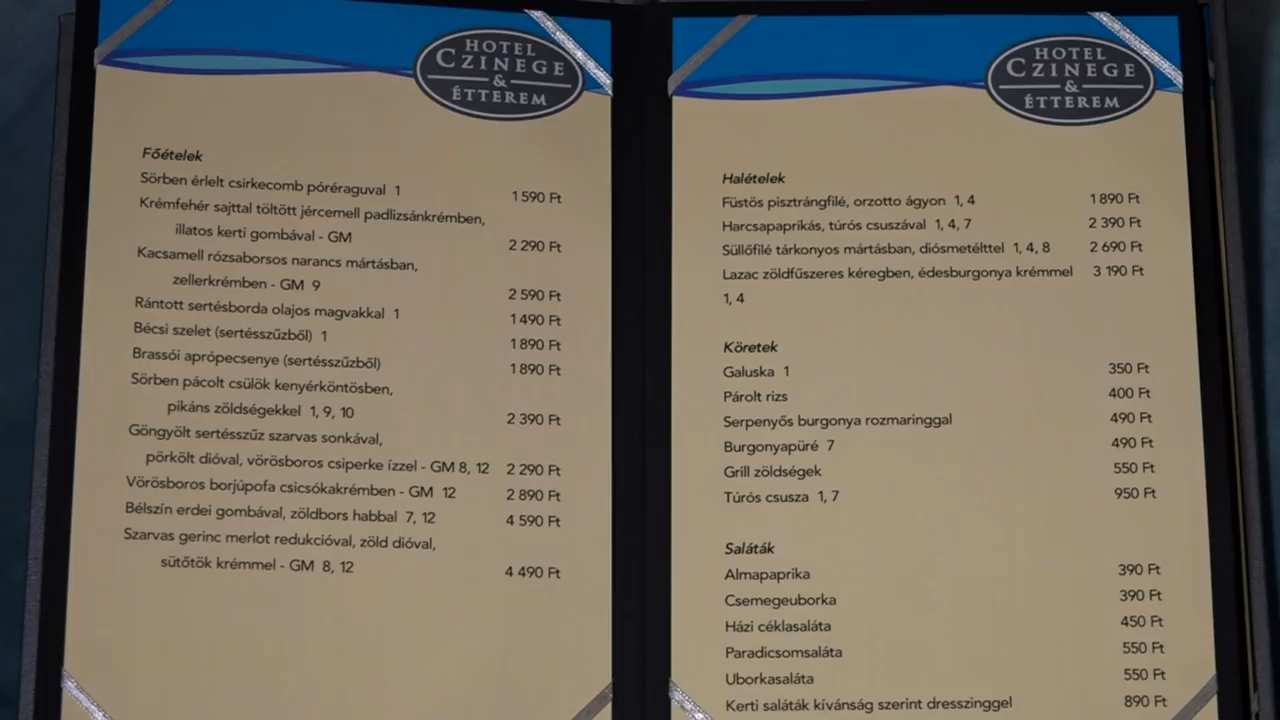 HOTEL
CZINEGE
&
ÉTTEREM
Főételek
Sörben érlelt csirkecomb póréraguval 1 1 590 Ft
Krémfehér sajttal töltött jércemell padlizsánkrémben,
illatos kerti gombával - GM 2 290 Ft
Kacsamell rózsaborsos narancs mártásban,
zellerkrémben - GM 9 2 590 Ft
Rántott sertésborda olajos magvakkal 1 1 490 Ft
Bécsi szelet (sertésszűzből) 1 1 890 Ft
Brassói aprópecsenye (sertésszűzből) 1 890 Ft
Sörben pácolt csülök kenyérköntösben,
pikáns zöldségekkel 1, 9, 10 2 390 Ft
Göngyölt sertésszűz szarvas sonkával,
pörkölt dióval, vörösboros csiperke ízzel - GM 8, 12 2 290 Ft
Vörösboros borjúpofa csicsókakrémben - GM 12 2 890 Ft
Bélszín erdei gombával, zöldbors habbal 7, 12 4 590 Ft
Szarvas gerinc merlot redukcióval, zöld dióval,
sütőtök krémmel - GM 8, 12 4 490 Ft
HOTEL
CZINEGE
&
ÉTTEREM
Halételek
Füstös pisztrángfilé, orzotto ágyon 1, 4 1 890 Ft
Harcsapaprikás, túrós csuszával 1, 4, 7 2 390 Ft
Süllőfilé tárkonyos mártásban, diósmetélttel 1, 4, 8 2 690 Ft
Lazac zöldfűszeres kéregben, édesburgonya krémmel 3 190 Ft
1, 4
Köretek
Galuska 1 350 Ft
Párolt rizs 400 Ft
Serpenyős burgonya rozmaringgal 490 Ft
Burgonyapüré 7 490 Ft
Grill zöldségek 550 Ft
Túrós csusza 1, 7 950 Ft
Saláták
Almapaprika 390 Ft
Csemegeuborka 390 Ft
Házi céklasaláta 450 Ft
Paradicsomsaláta 550 Ft
Uborkasaláta 550 Ft
Kerti saláták kívánság szerint dresszinggel 890 Ft